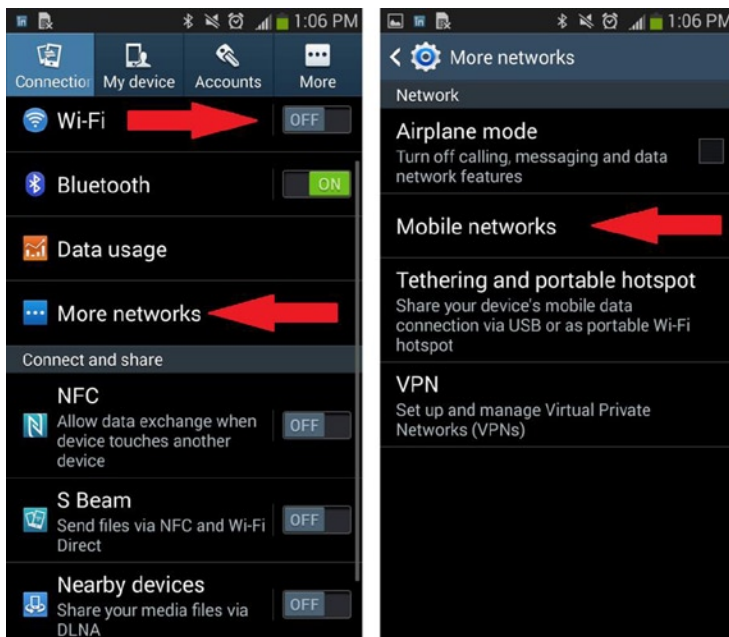 1:06 PM
Connection
My device
Accounts
More
Wi-Fi
OFF
Bluetooth
ON
Data usage
More networks
Connect and share
NFC
Allow data exchange when
device touches another
device
OFF
S Beam
Send files via NFC and Wi-Fi
Direct
OFF
Nearby devices
Share your media files via
DLNA
OFF
1:06 PM
More networks
Network
Airplane mode
Turn off calling, messaging and data
network features
Mobile networks
Tethering and portable hotspot
Share your device's mobile data
connection via USB or as portable Wi-Fi
hotspot
VPN
Set up and manage Virtual Private
Networks (VPNs)